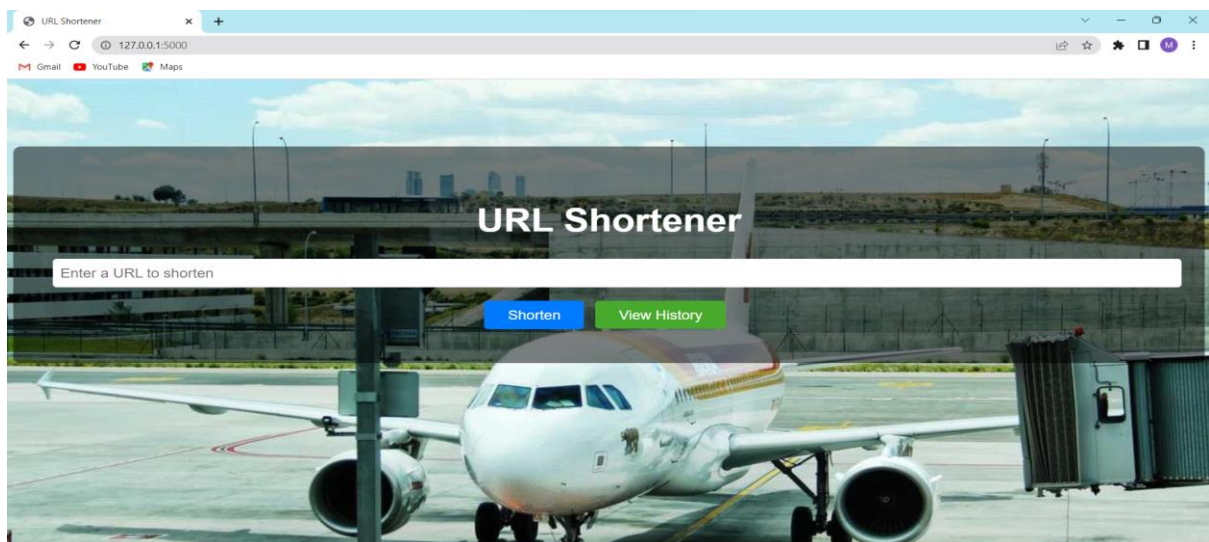 URL Shortener
127.0.0.1:5000
M
Gmail YouTube Maps
URL Shortener
Enter a URL to shorten
Shorten View History